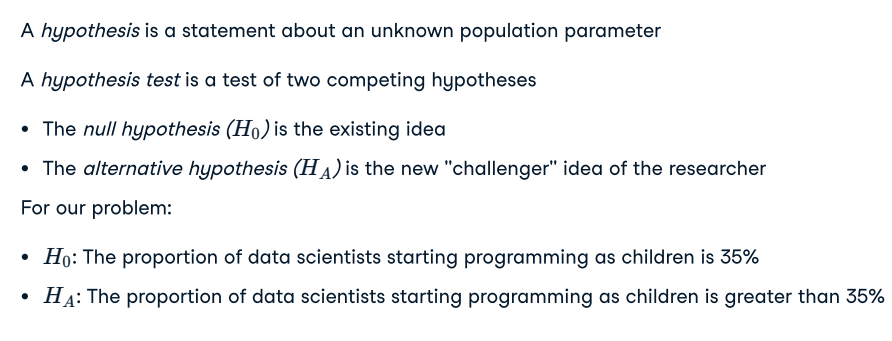 A hypothesis is a statement about an unknown population parameter
A hypothesis test is a test of two competing hypotheses
• The null hypothesis (H₀) is the existing idea
• The alternative hypothesis (H_A) is the new "challenger" idea of the researcher
For our problem:
• H₀: The proportion of data scientists starting programming as children is 35%
• H_A: The proportion of data scientists starting programming as children is greater than 35%